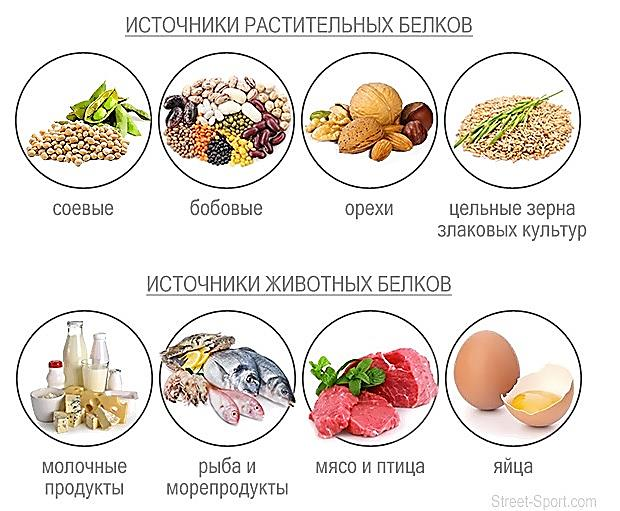 ИСТОЧНИКИ РАСТИТЕЛЬНЫХ БЕЛКОВ
соевые
бобовые
орехи
цельные зерна
злаковых культур
ИСТОЧНИКИ ЖИВОТНЫХ БЕЛКОВ
молочные
продукты
рыба и
морепродукты
мясо и птица
яйца
Street-Sport.com